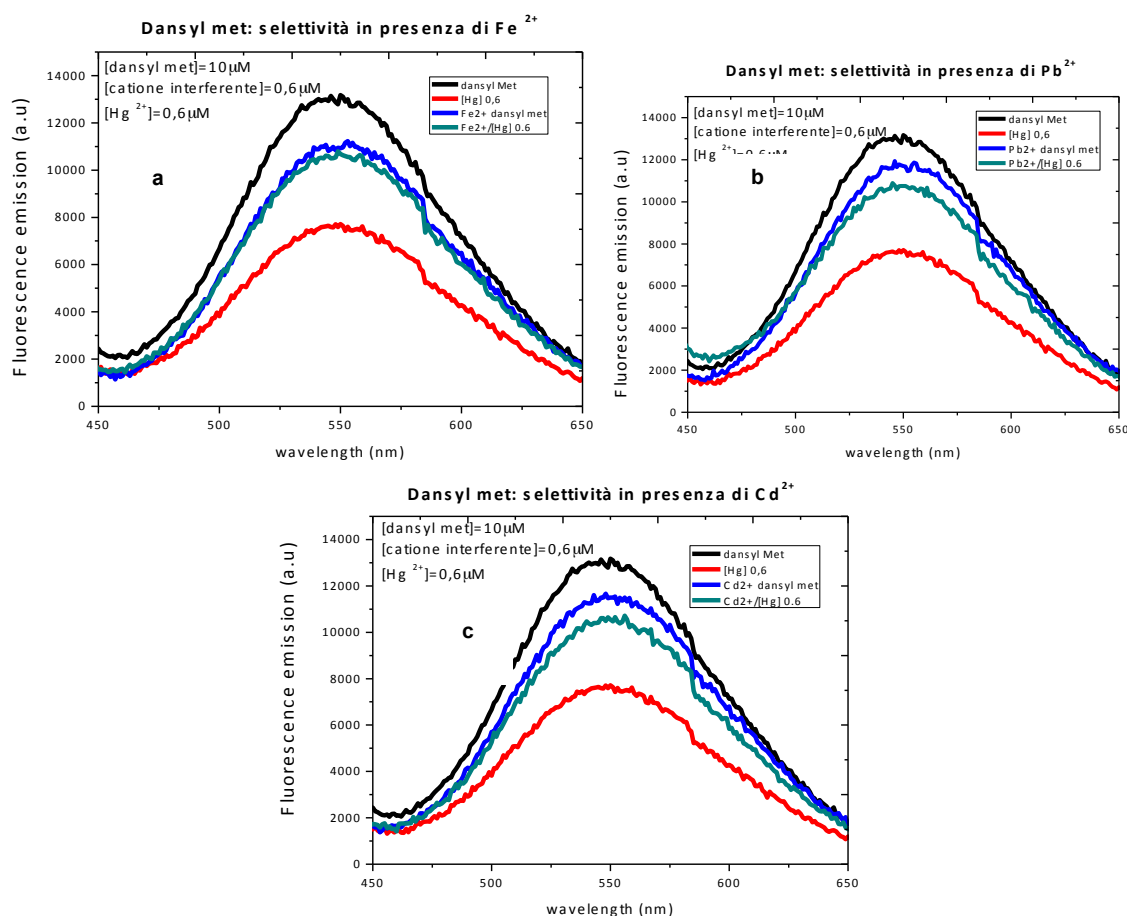 Dansyl met: selettività in presenza di Fe 2+
[dansyl met]=10μM
[catione interferente]=0,6μM
[Hg 2+]=0,6μM
dansyl Met
[Hg] 0,6
Fe2+ dansyl met
Fe2+/[Hg] 0.6
a
Fluorescence emission (a.u)
14000
12000
10000
8000
6000
4000
2000
0
450
500
550
600
650
wavelength (nm)
Dansyl met: selettività in presenza di Pb2+
[dansyl met]=10μM
[catione interferente]=0,6μM
[Hg 2+]=0,6μM
dansyl Met
[Hg] 0,6
Pb2+ dansyl met
Pb2+/[Hg] 0.6
b
Fluorescence emission (a.u)
14000
12000
10000
8000
6000
4000
2000
0
450
500
550
600
650
wavelength (nm)
Dansyl met: selettività in presenza di Cd2+
[dansyl met]=10μM
[catione interferente]=0,6μM
[Hg 2+]=0,6μM
dansyl Met
[Hg] 0,6
Cd2+ dansyl met
Cd2+/[Hg] 0.6
c
Fluorescence emission (a.u)
14000
12000
10000
8000
6000
4000
2000
0
450
500
550
600
650
wavelength (nm)